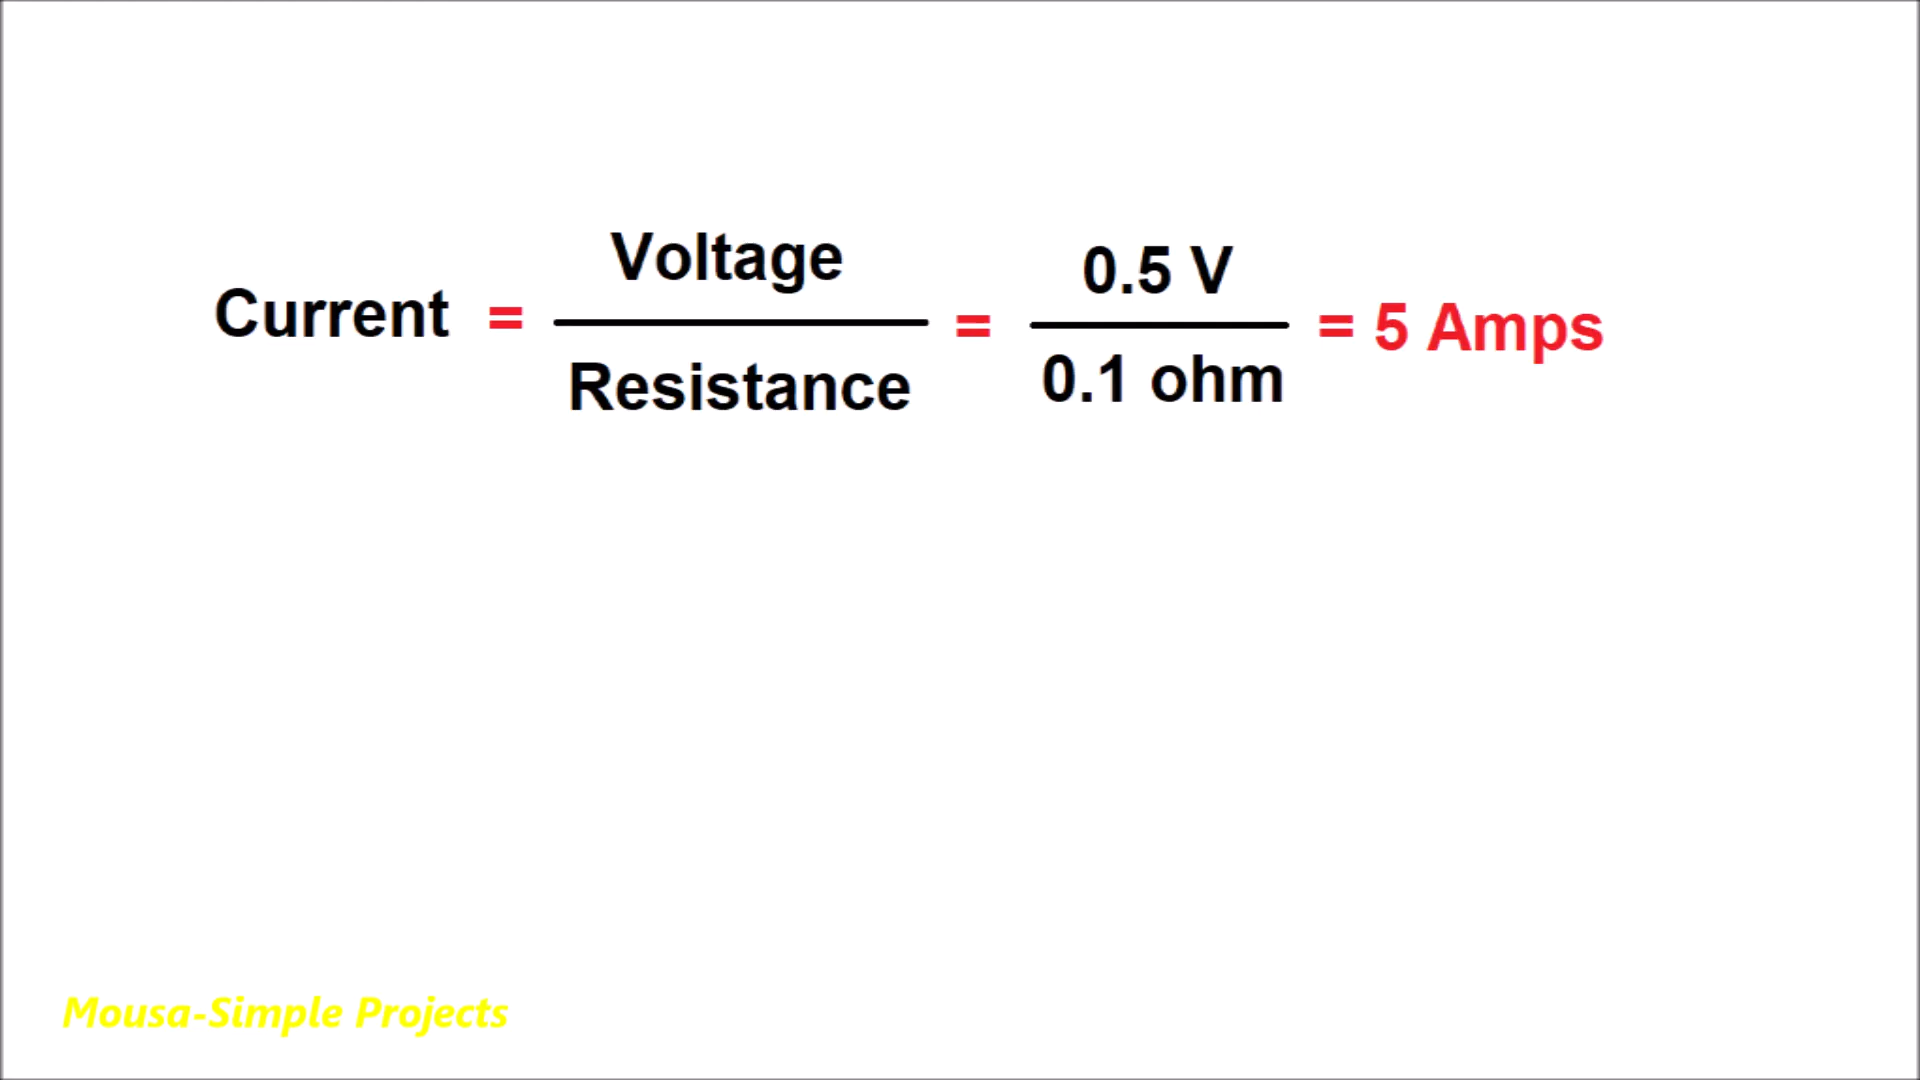 Current = Voltage / Resistance = 0.5 V / 0.1 ohm = 5 Amps
Mousa-Simple Projects